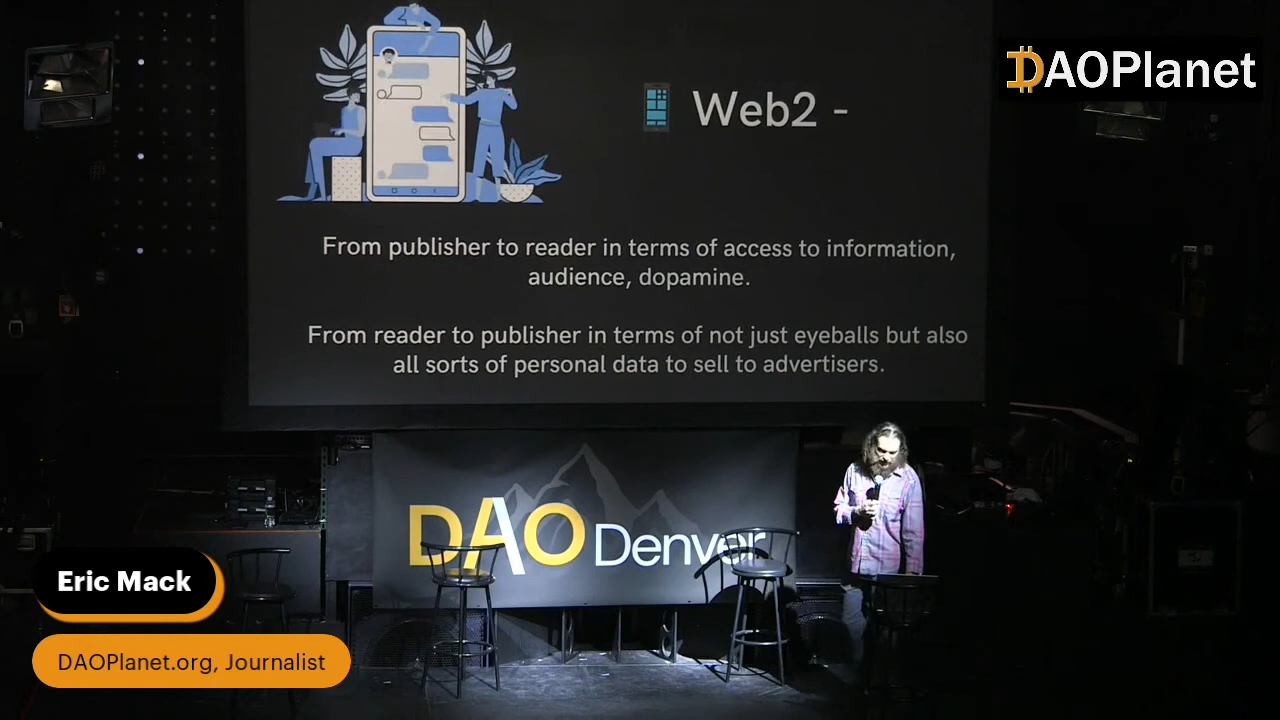 DAOPlanet
Web2 -
From publisher to reader in terms of access to information,
audience, dopamine.
From reader to publisher in terms of not just eyeballs but also
all sorts of personal data to sell to advertisers.
DAO Denver
Eric Mack
DAOPlanet.org, Journalist